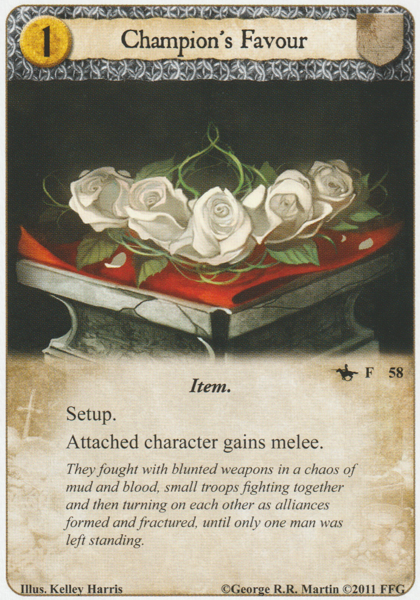 1
Champion's Favour
F 58
Item.
Setup.
Attached character gains melee.
They fought with blunted weapons in a chaos of
mud and blood, small troops fighting together
and then turning on each other as alliances
formed and fractured, until only one man was
left standing.
Illus. Kelley Harris
©George R.R. Martin ©2011 FFG